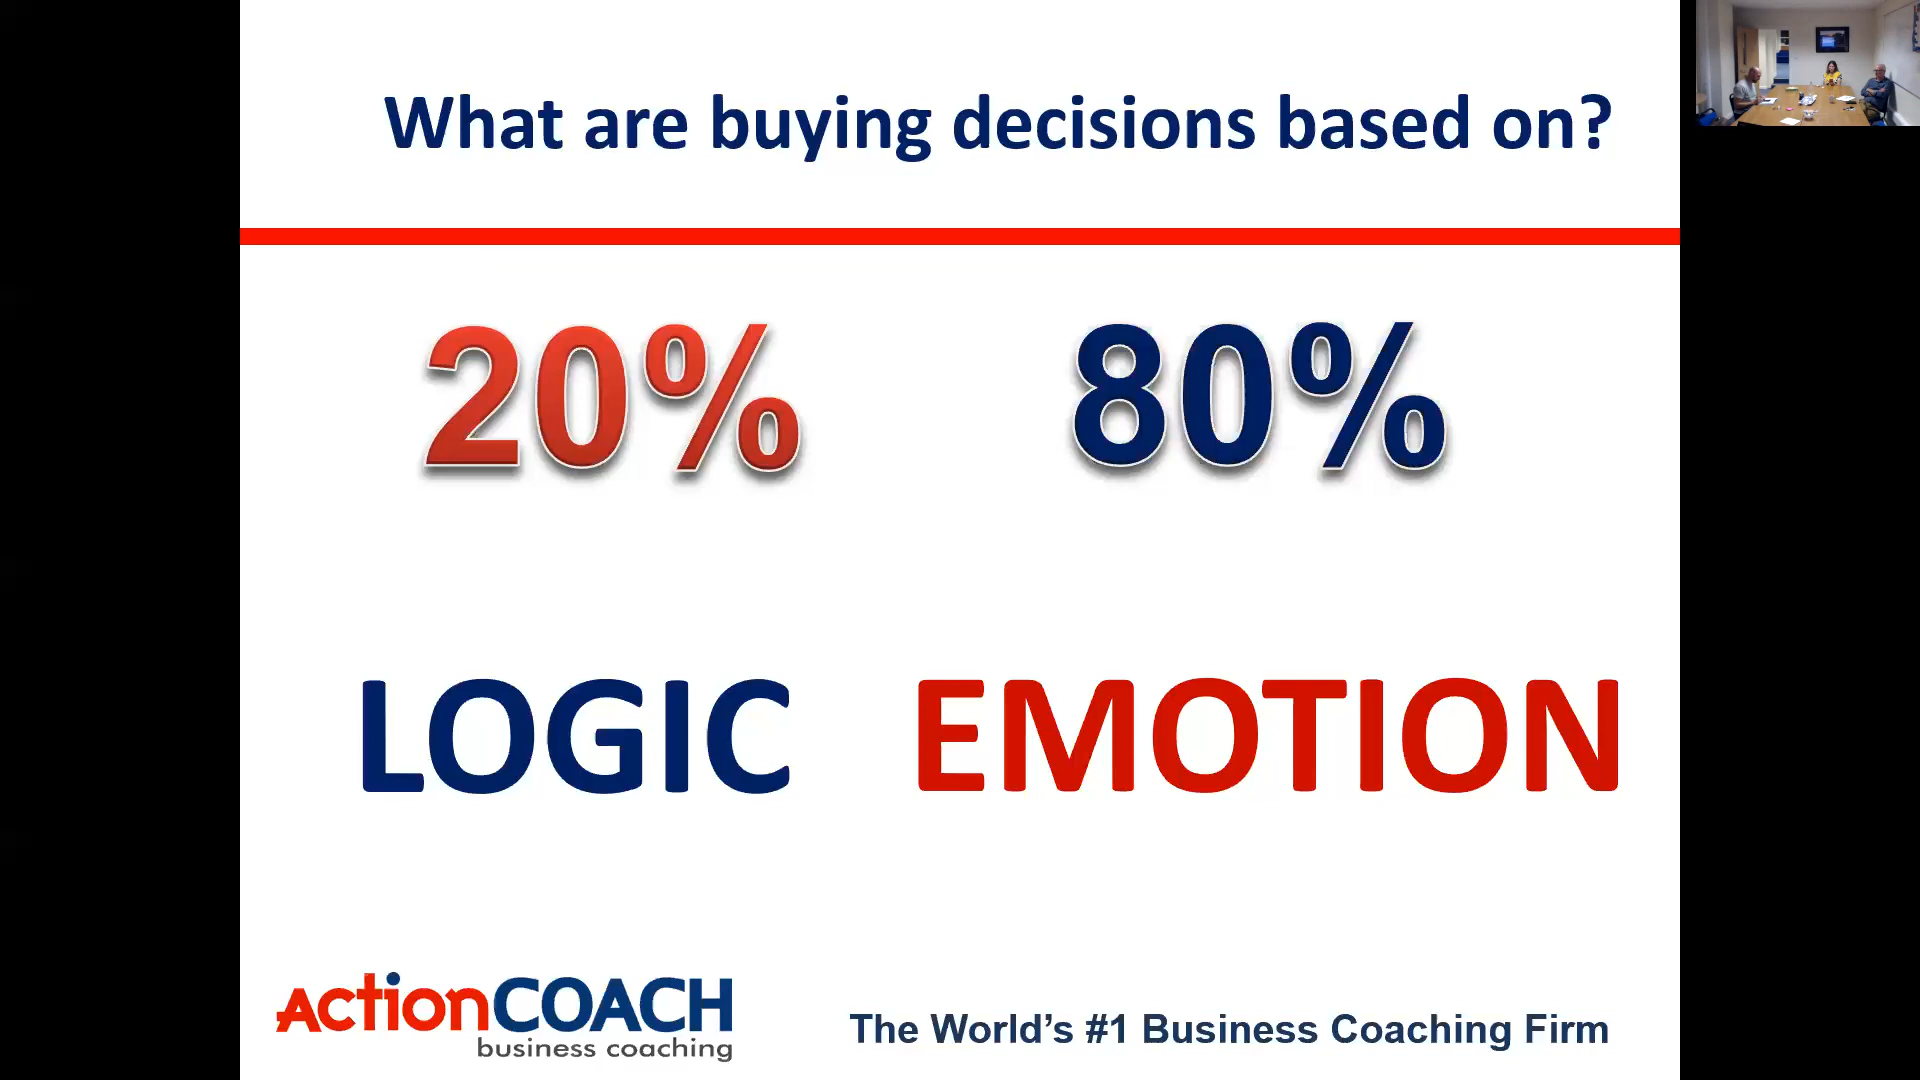 What are buying decisions based on?
20% 80%
LOGIC EMOTION
ActionCOACH
business coaching
The World's #1 Business Coaching Firm